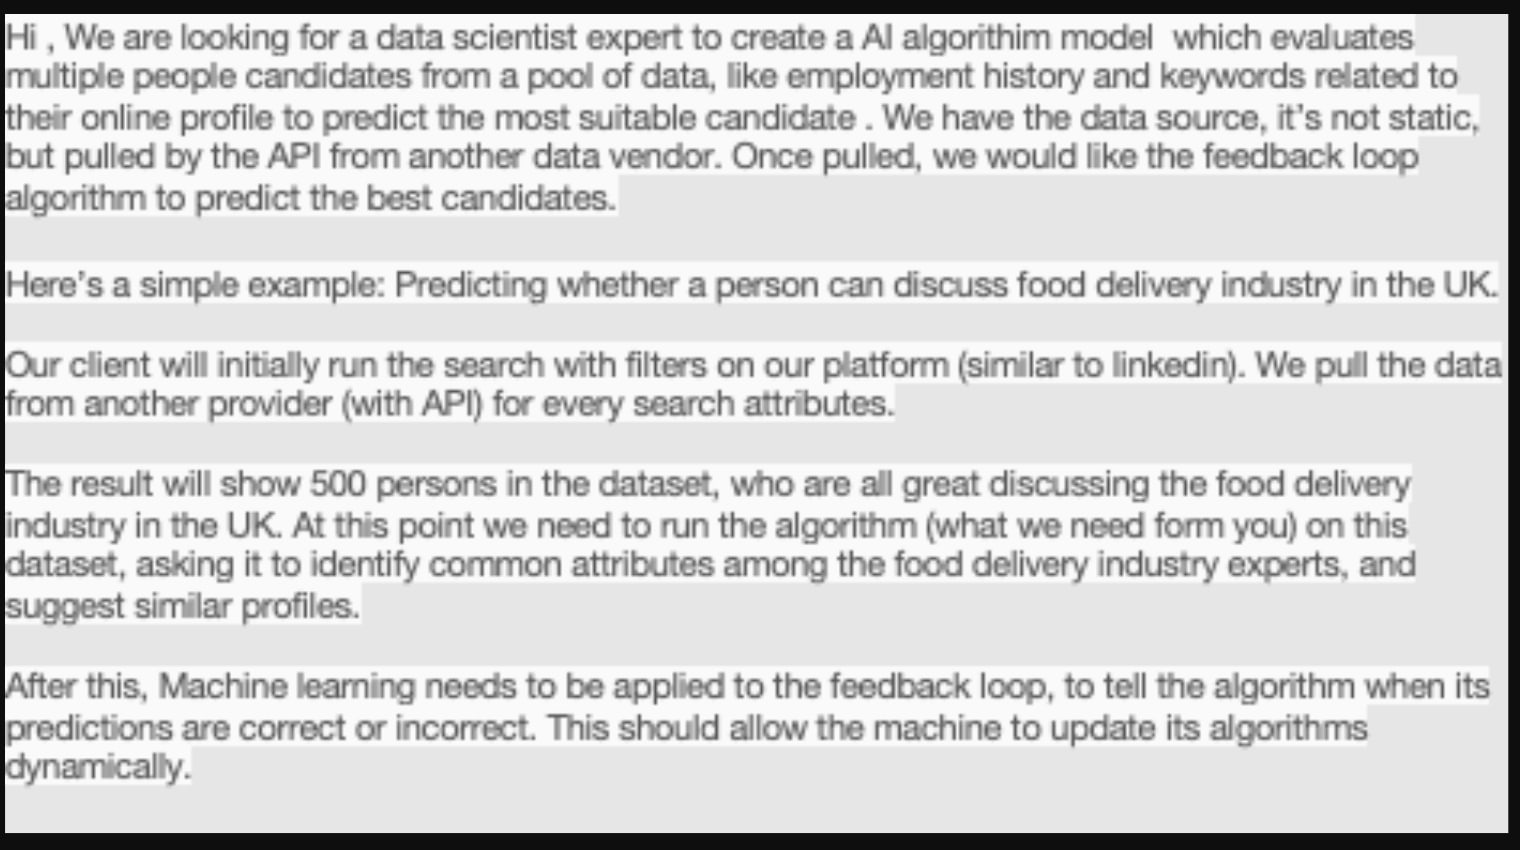 Hi , We are looking for a data scientist expert to create a AI algorithim model  which evaluates
multiple people candidates from a pool of data, like employment history and keywords related to
their online profile to predict the most suitable candidate . We have the data source, it’s not static,
but pulled by the API from another data vendor. Once pulled, we would like the feedback loop
algorithm to predict the best candidates.
Here’s a simple example: Predicting whether a person can discuss food delivery industry in the UK.
Our client will initially run the search with filters on our platform (similar to linkedin). We pull the data
from another provider (with API) for every search attributes.
The result will show 500 persons in the dataset, who are all great discussing the food delivery
industry in the UK. At this point we need to run the algorithm (what we need form you) on this
dataset, asking it to identify common attributes among the food delivery industry experts, and
suggest similar profiles.
After this, Machine learning needs to be applied to the feedback loop, to tell the algorithm when its
predictions are correct or incorrect. This should allow the machine to update its algorithms
dynamically.